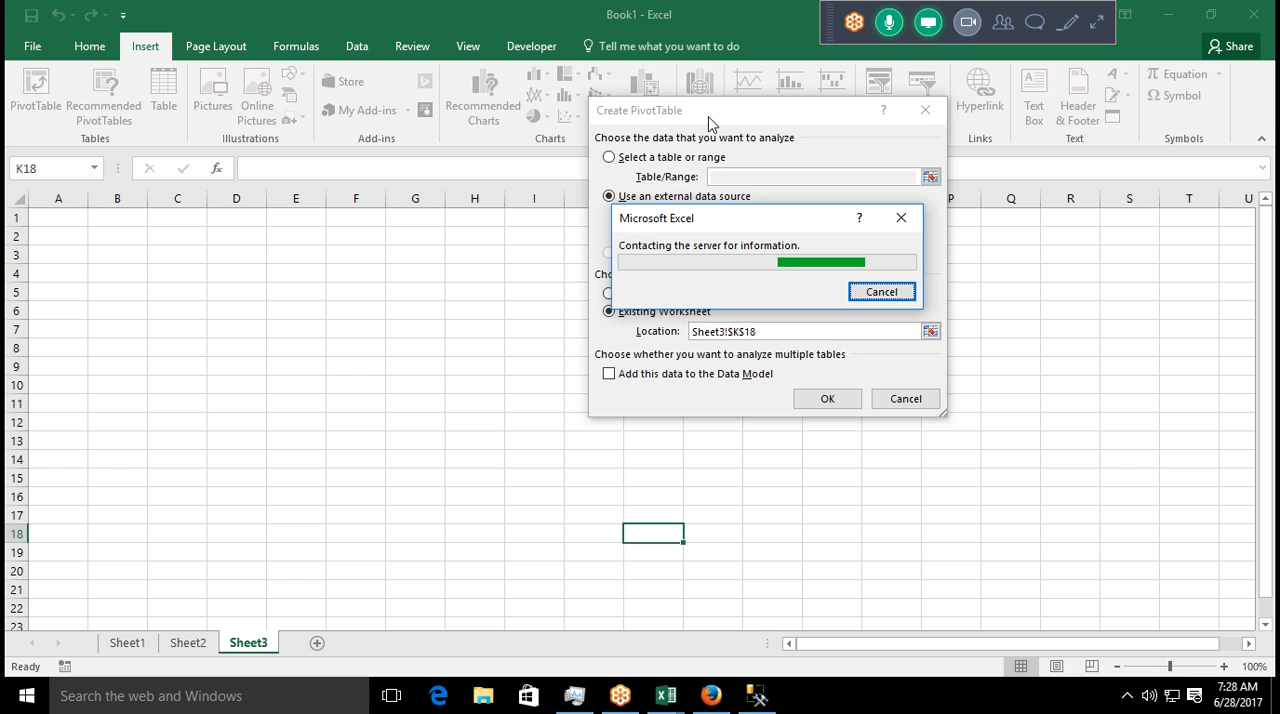 Book1 - Excel
File Home Insert Page Layout Formulas Data Review View Developer Tell me what you want to do Share
PivotTable Recommended PivotTables Table
Tables
Pictures Online Pictures
Illustrations
Store
My Add-ins
Add-ins
Recommended Charts
Charts
Hyperlink
Links
Text Box Header & Footer
Text
Equation
Symbol
Symbols
K18
fx
Create PivotTable ?
Choose the data that you want to analyze
Select a table or range
Table/Range:
Use an external data source
Microsoft Excel ?
Contacting the server for information.
Cancel
Cho
Existing Worksheet
Location: Sheet3!$K$18
Choose whether you want to analyze multiple tables
Add this data to the Data Model
OK Cancel
A B C D E F G H I P Q R S T U
1
2
3
4
5
6
7
8
9
10
11
12
13
14
15
16
17
18
19
20
21
22
23
Sheet1 Sheet2 Sheet3
Ready
100%
Search the web and Windows
7:28 AM
6/28/2017